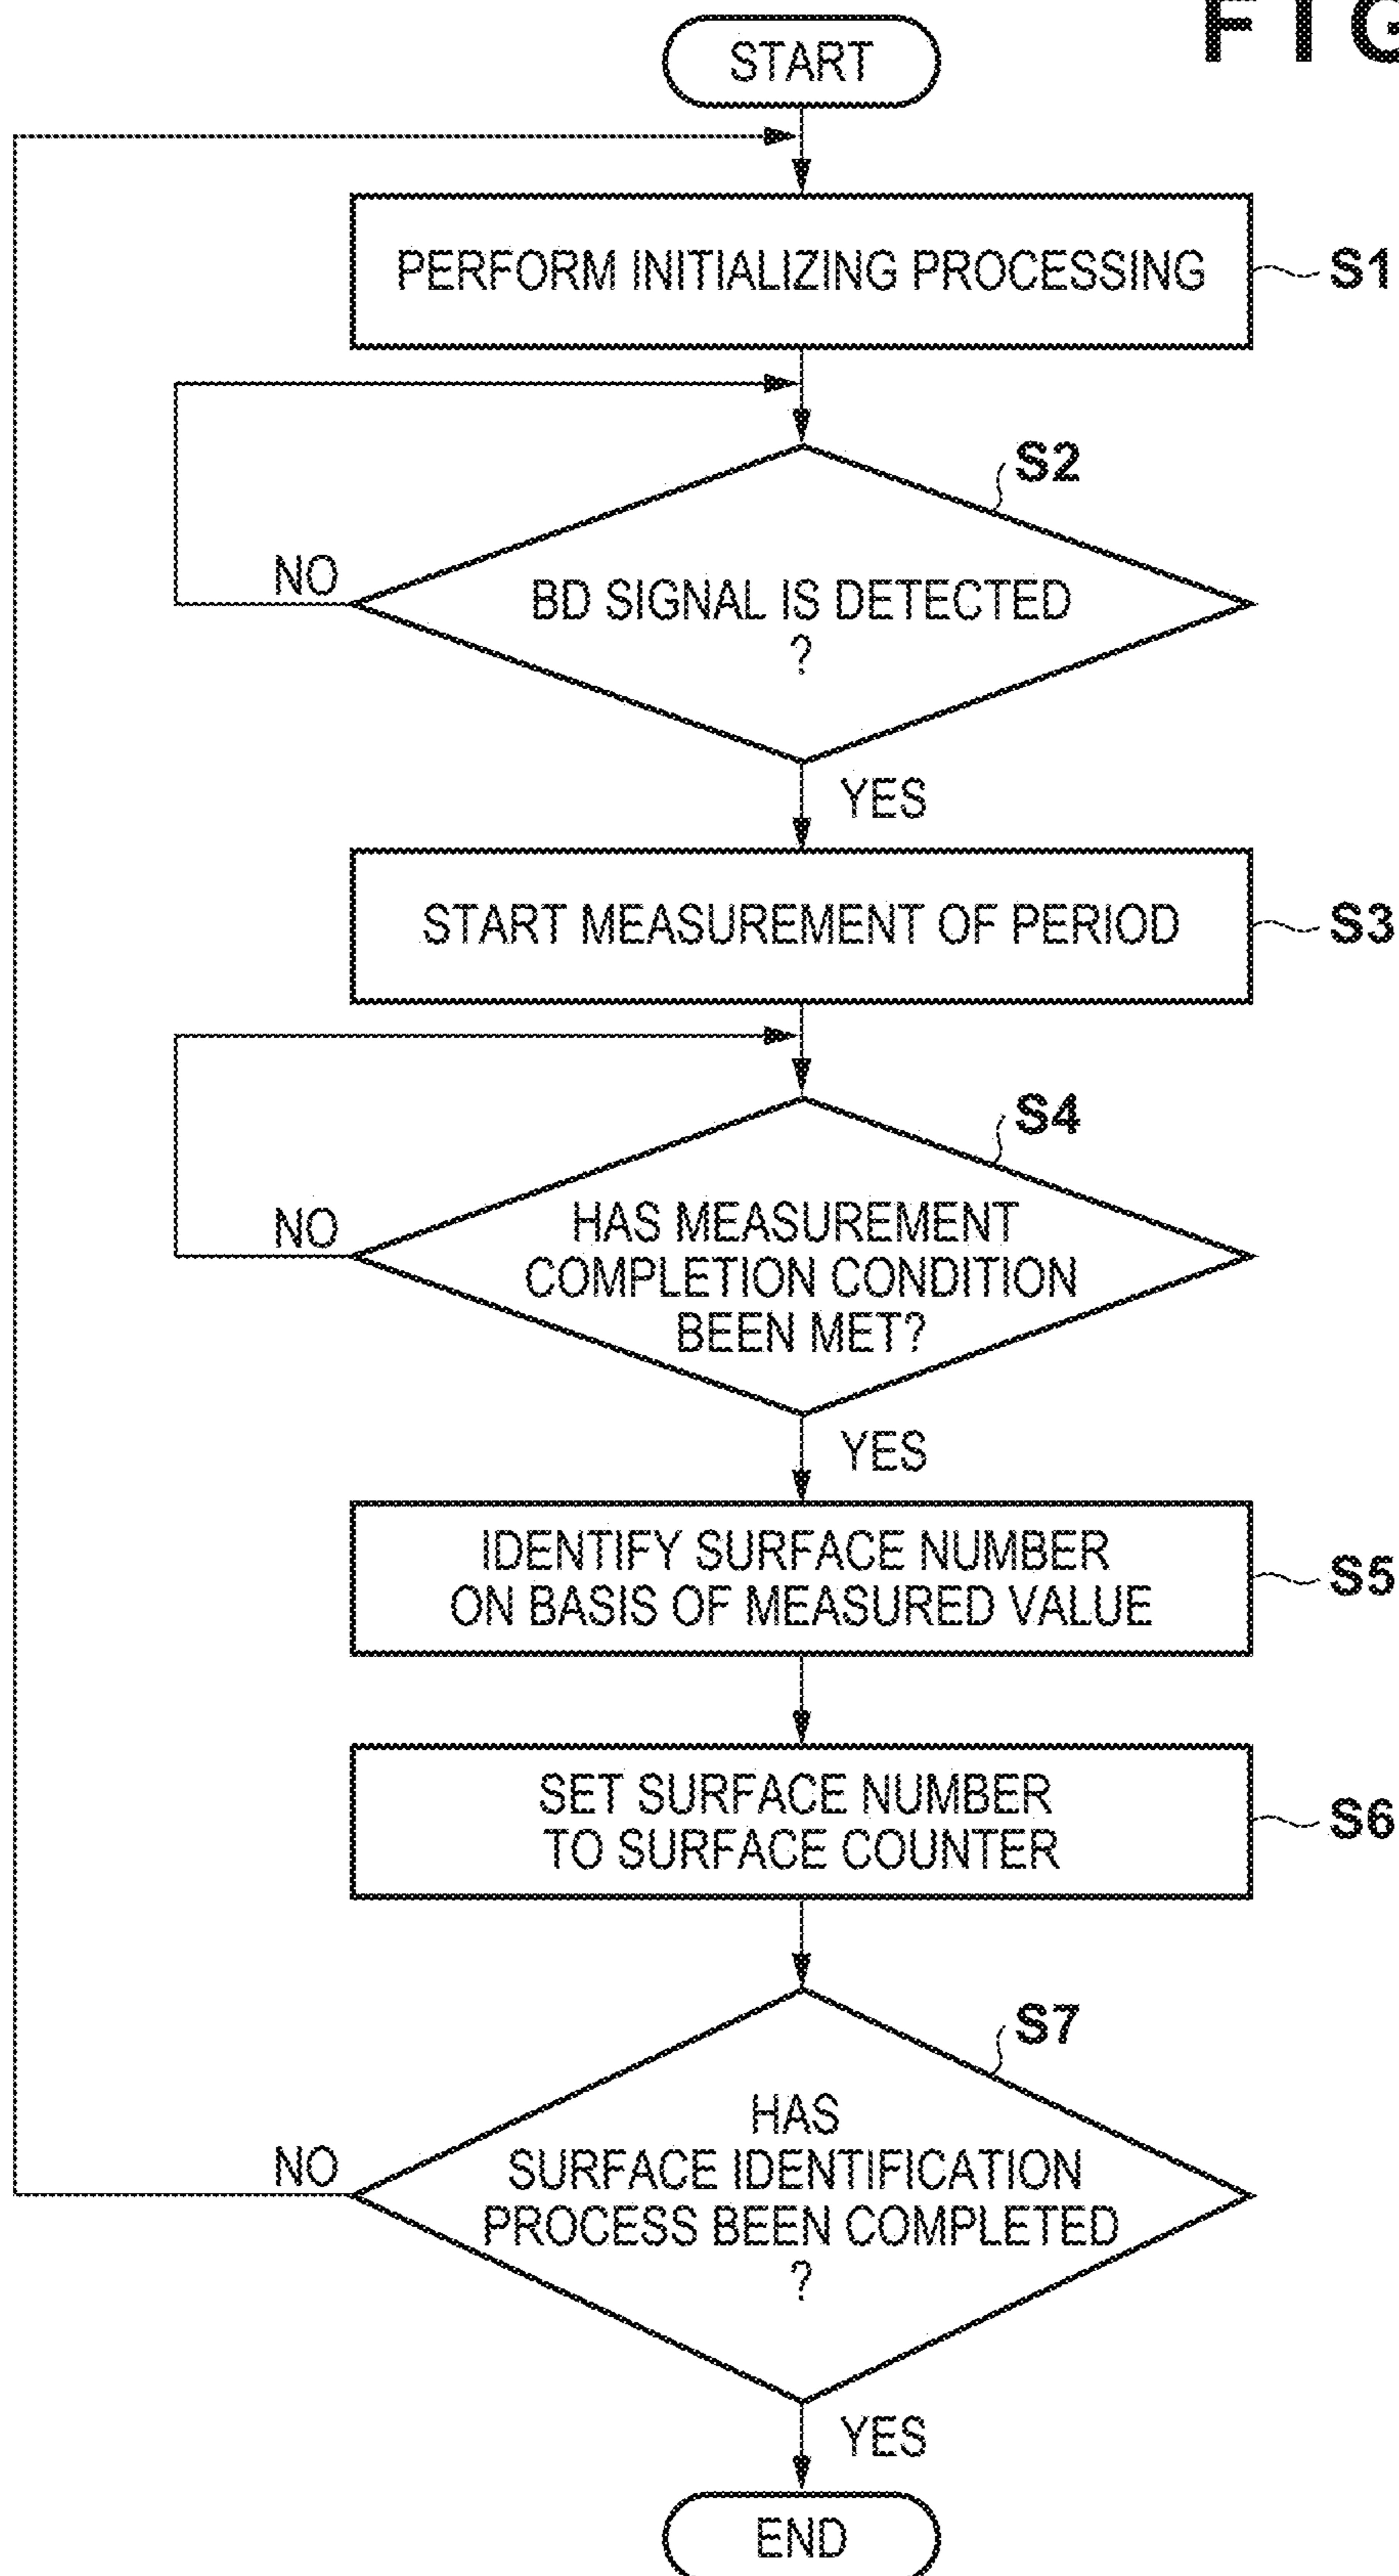 FIG
START
PERFORM INITIALIZING PROCESSING
S1
S2
NO
BD SIGNAL IS DETECTED
?
YES
START MEASUREMENT OF PERIOD
S3
S4
NO
HAS MEASUREMENT
COMPLETION CONDITION
BEEN MET?
YES
IDENTIFY SURFACE NUMBER
ON BASIS OF MEASURED VALUE
S5
SET SURFACE NUMBER
TO SURFACE COUNTER
S6
S7
NO
HAS
SURFACE IDENTIFICATION
PROCESS BEEN COMPLETED
?
YES
END